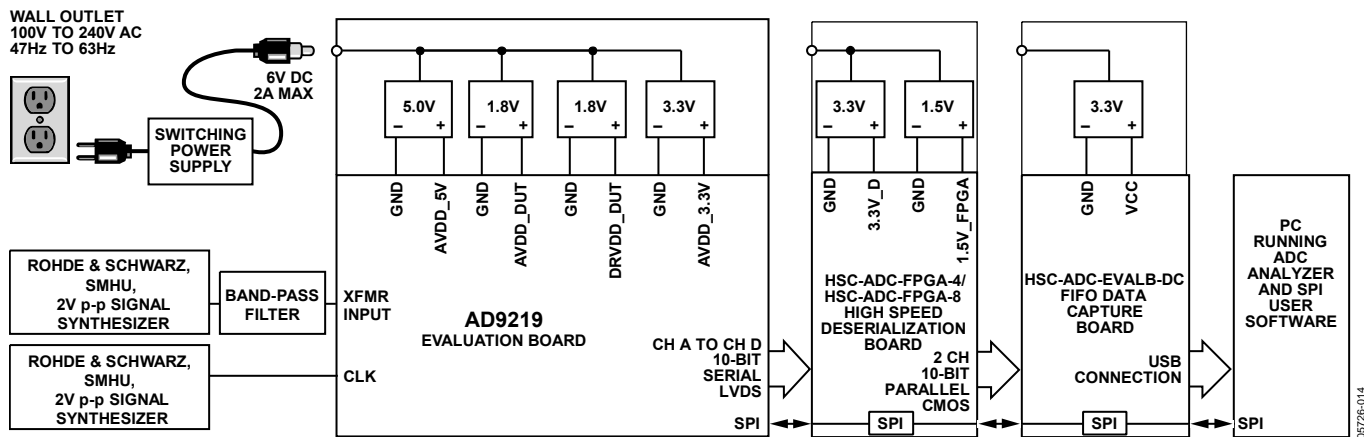 WALL OUTLET
100V TO 240V AC
47Hz TO 63Hz
6V DC
2A MAX
SWITCHING
POWER
SUPPLY
5.0V
1.8V
1.8V
3.3V
3.3V
1.5V
3.3V
– +
– +
– +
– +
– +
– +
– +
GND
AVDD_5V
GND
AVDD_DUT
GND
DRVDD_DUT
GND
AVDD_3.3V
GND
3.3V_D
GND
1.5V_FPGA
GND
VCC
ROHDE & SCHWARZ,
SMHU,
2V p-p SIGNAL
SYNTHESIZER
BAND-PASS
FILTER
XFMR
INPUT
ROHDE & SCHWARZ,
SMHU,
2V p-p SIGNAL
SYNTHESIZER
CLK
AD9219
EVALUATION BOARD
CH A TO CH D
10-BIT
SERIAL
LVDS
SPI
HSC-ADC-FPGA-4/
HSC-ADC-FPGA-8
HIGH SPEED
DESERIALIZATION
BOARD
2 CH
10-BIT
PARALLEL
CMOS
SPI
HSC-ADC-EVALB-DC
FIFO DATA
CAPTURE
BOARD
USB
CONNECTION
SPI
PC
RUNNING
ADC
ANALYZER
AND SPI
USER
SOFTWARE
SPI
05726-014